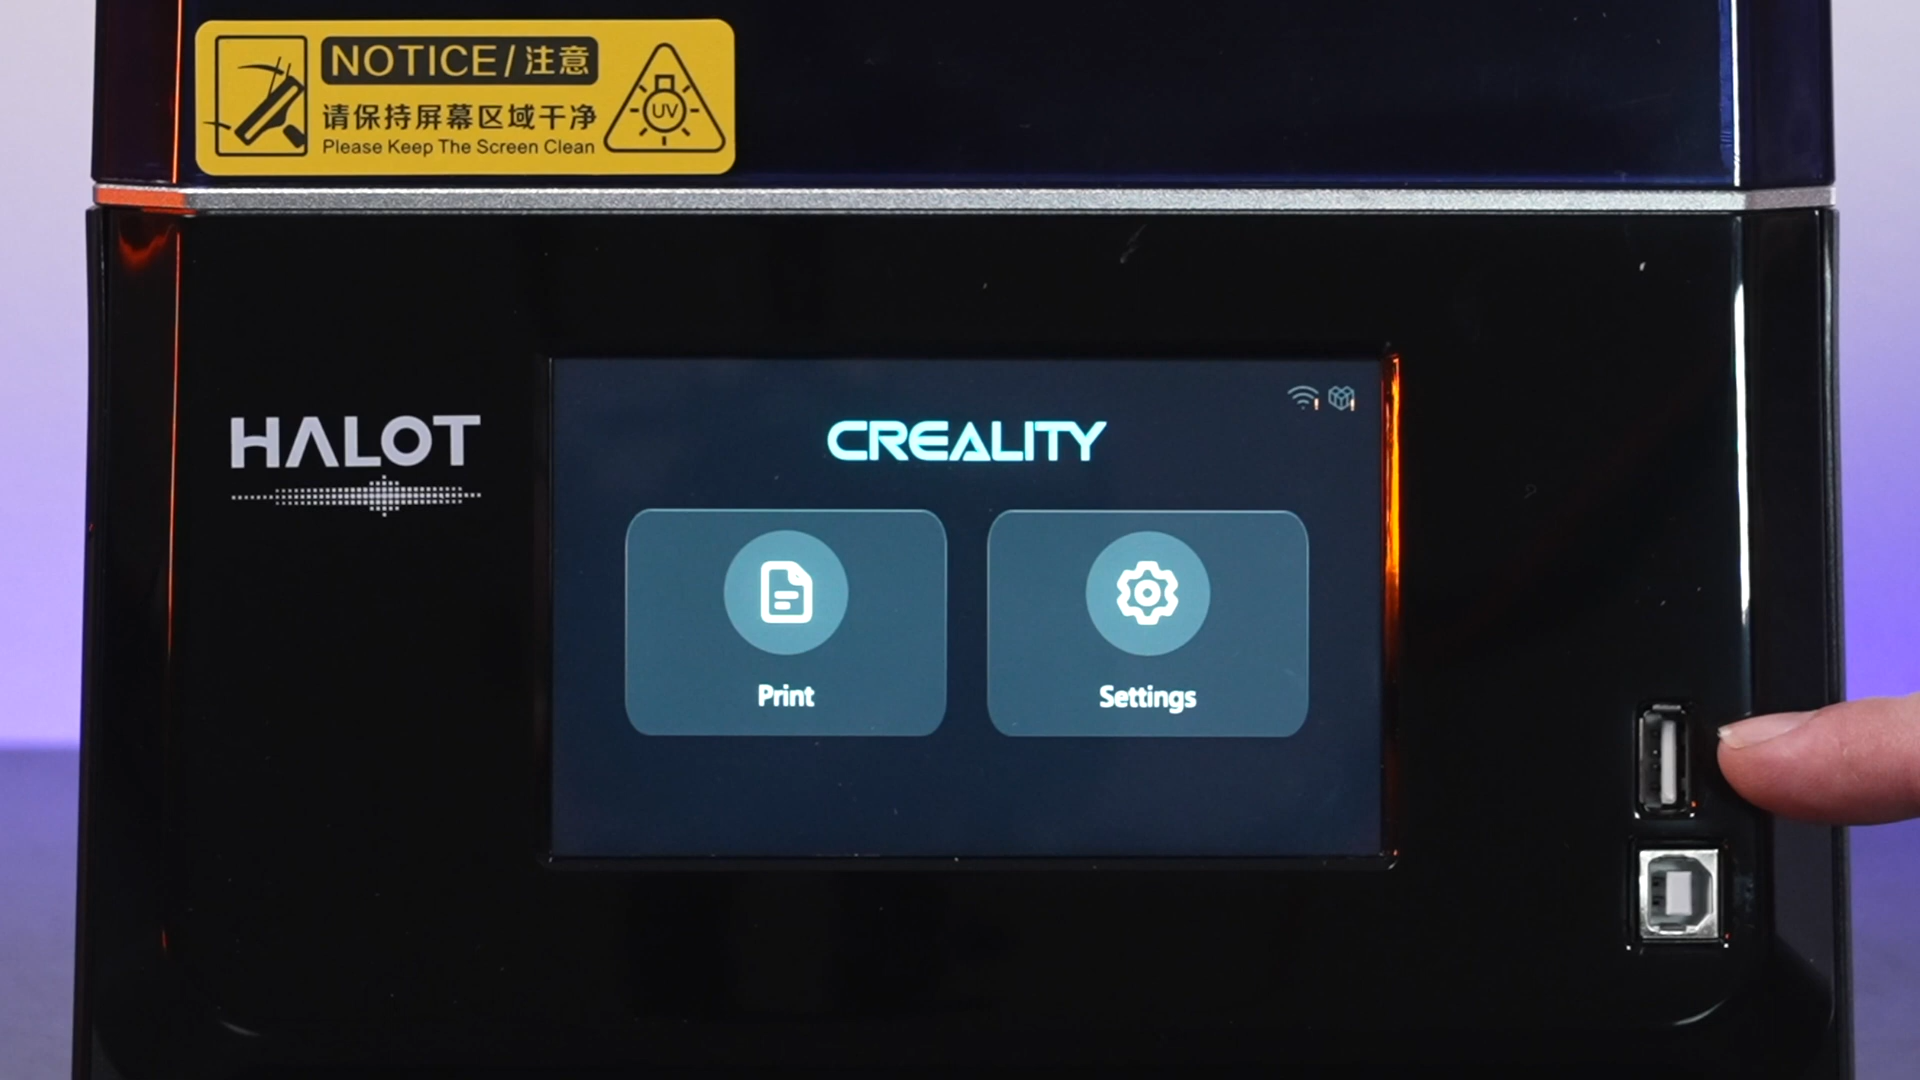 NOTICE/注意
请保持屏幕区域干净
Please Keep The Screen Clean
UV
HALOT
CREALITY
Print
Settings